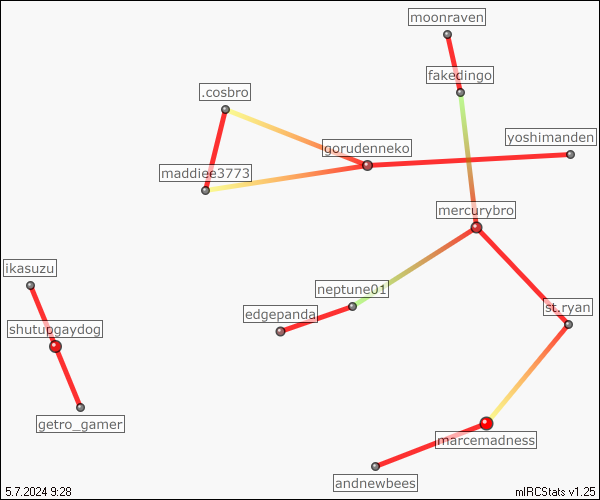 moonraven
fakedingo
.cosbro
yoshimanden
gorudenneko
maddiee3773
mercurybro
ikasuzu
neptune01
edgepanda
st.ryan
shutupgaydog
getro_gamer
marcemadness
andnewbees
5.7.2024 9:28
mIRCStats v1.25